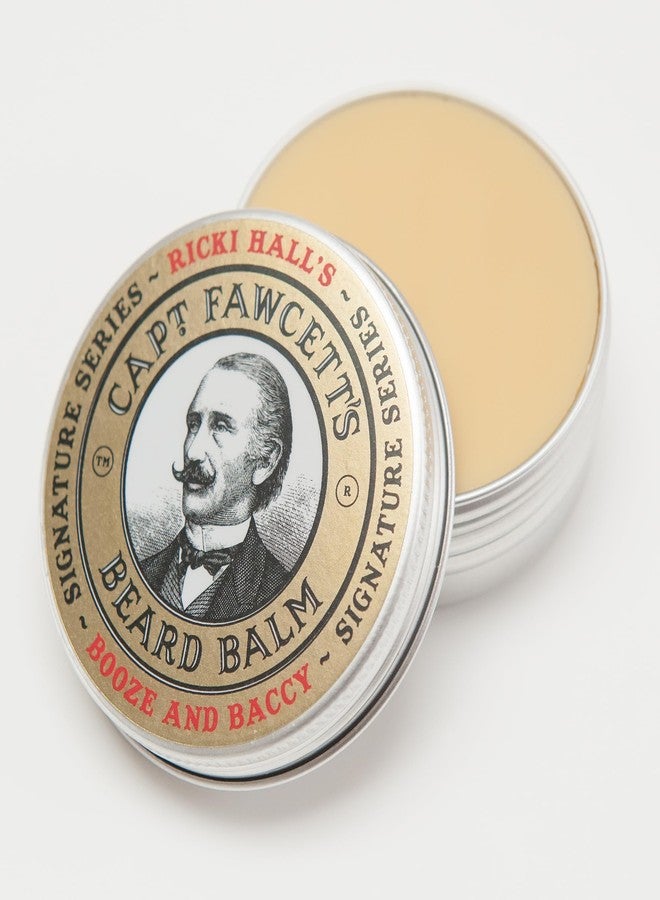 ~ RICKI HALL'S ~
SIGNATURE SERIES
CAPT. FAWCETT'S
TM
R
BEARD BALM
SIGNATURE SERIES
~ BOOZE AND BACCY ~